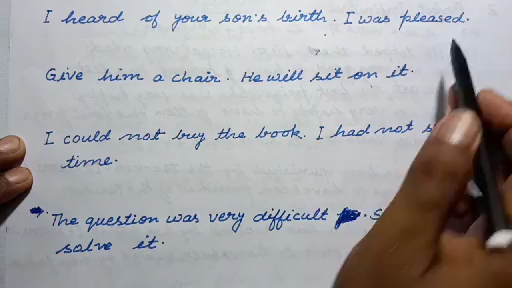 I heard of your son's birth. I was pleased.
Give him a chair. He will sit on it.
I could not buy the book. I had not
time.
The question was very difficult.
solve it.